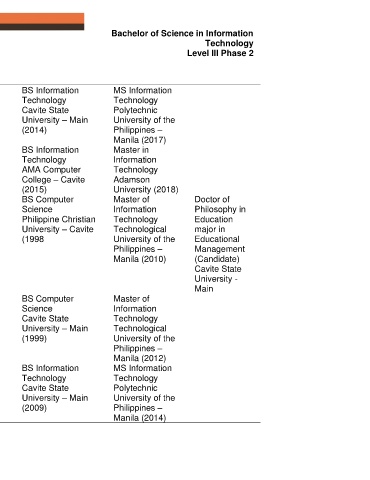 Bachelor of Science in Information
Technology
Level III Phase 2
BS Information
Technology
Cavite State
University – Main
(2014)
MS Information
Technology
Polytechnic
University of the
Philippines –
Manila (2017)
BS Information
Technology
AMA Computer
College – Cavite
(2015)
Master in
Information
Technology
Adamson
University (2018)
BS Computer
Science
Philippine Christian
University – Cavite
(1998
Master of
Information
Technology
Technological
University of the
Philippines –
Manila (2010)
Doctor of
Philosophy in
Education
major in
Educational
Management
(Candidate)
Cavite State
University -
Main
BS Computer
Science
Cavite State
University – Main
(1999)
Master of
Information
Technology
Technological
University of the
Philippines –
Manila (2012)
BS Information
Technology
Cavite State
University – Main
(2009)
MS Information
Technology
Polytechnic
University of the
Philippines –
Manila (2014)